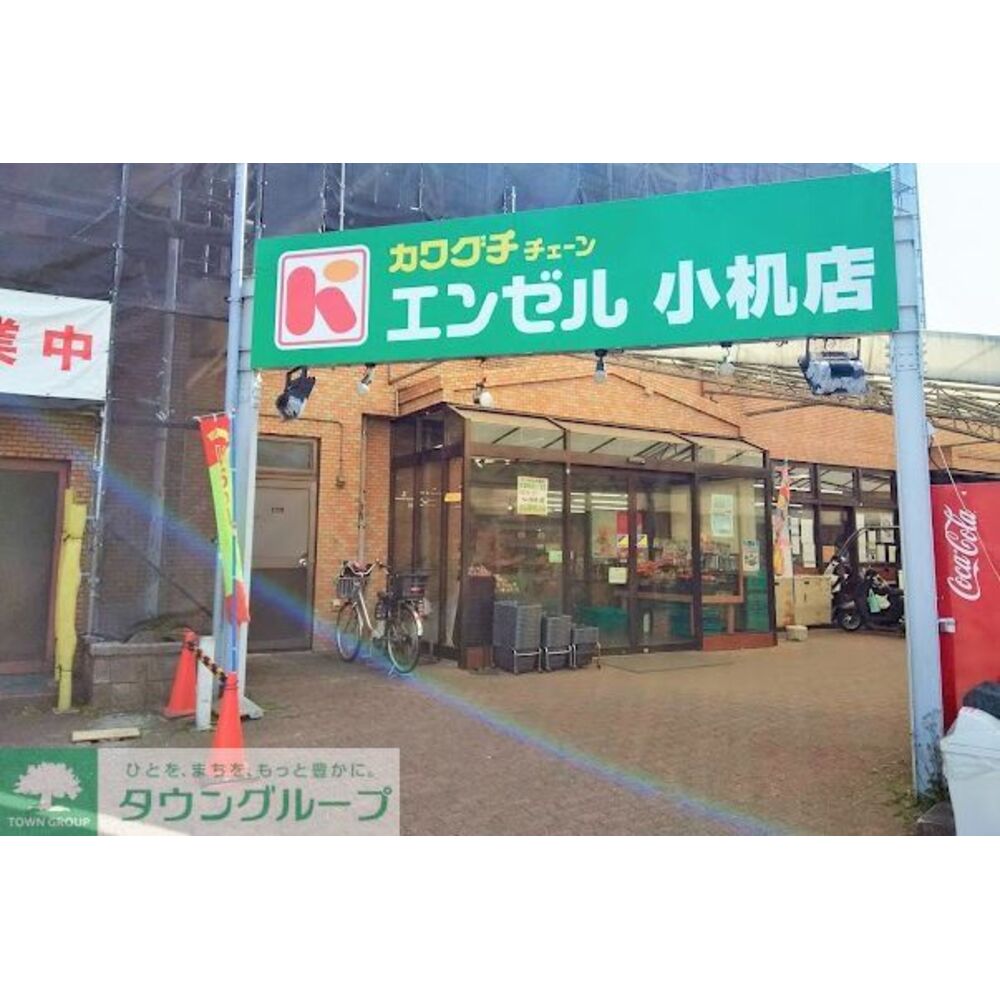 カワグチ チェーン
エンゼル 小机店
業中
Coca-Cola
ひとを、まちを、もっと豊かに。
タウングループ
TOWN GROUP